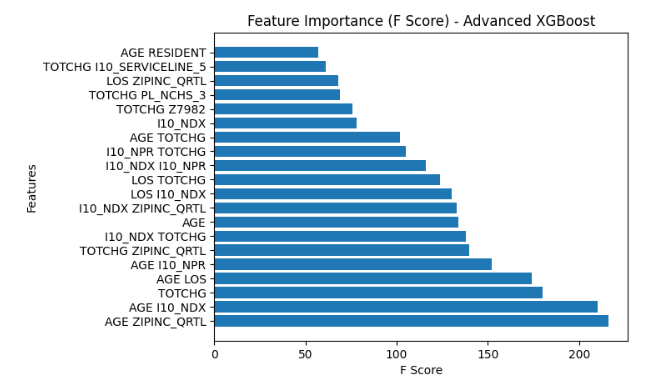 Feature Importance (F Score) - Advanced XGBoost
Features
AGE RESIDENT
TOTCHG I10_SERVICELINE_5
LOS ZIPINC_QRTL
TOTCHG PL_NCHS_3
TOTCHG Z7982
I10_NDX
AGE TOTCHG
I10_NPR TOTCHG
I10_NDX I10_NPR
LOS TOTCHG
LOS I10_NDX
I10_NDX ZIPINC_QRTL
AGE
I10_NDX TOTCHG
TOTCHG ZIPINC_QRTL
AGE I10_NPR
AGE LOS
TOTCHG
AGE I10_NDX
AGE ZIPINC_QRTL
0 50 100 150 200
F Score